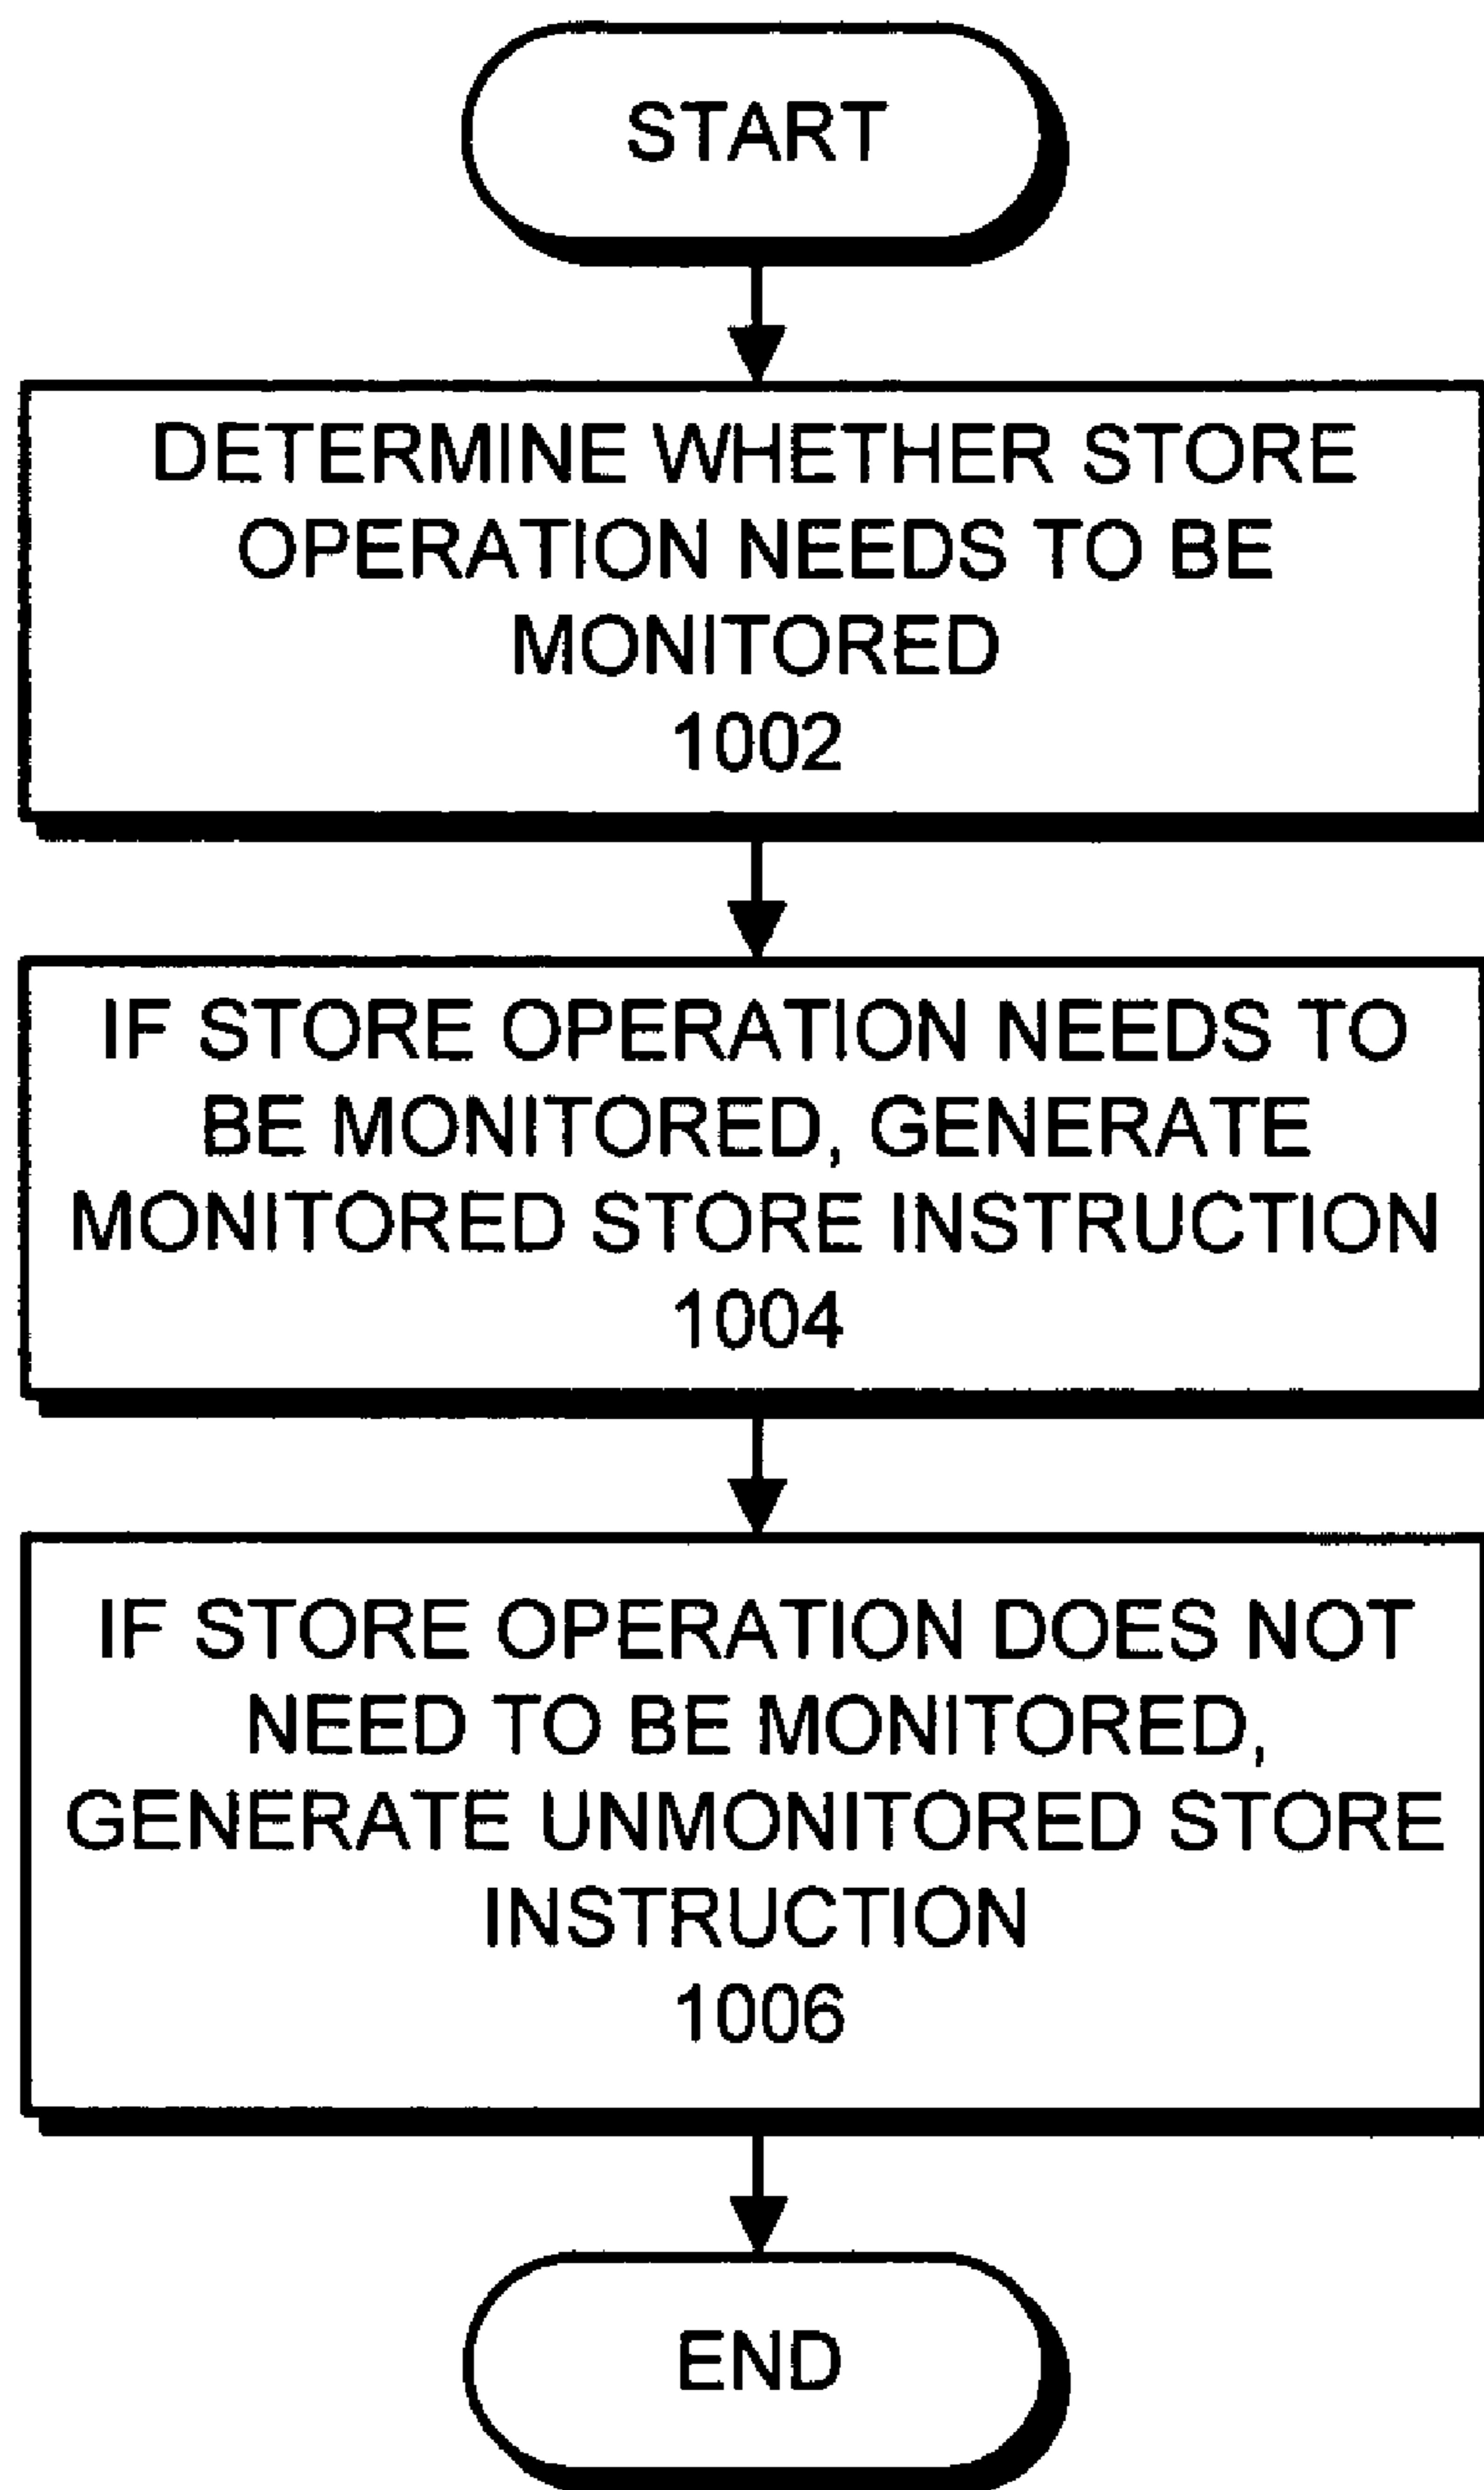 START
DETERMINE WHETHER STORE
OPERATION NEEDS TO BE
MONITORED
1002
IF STORE OPERATION NEEDS TO
BE MONITORED, GENERATE
MONITORED STORE INSTRUCTION
1004
IF STORE OPERATION DOES NOT
NEED TO BE MONITORED,
GENERATE UNMONITORED STORE
INSTRUCTION
1006
END